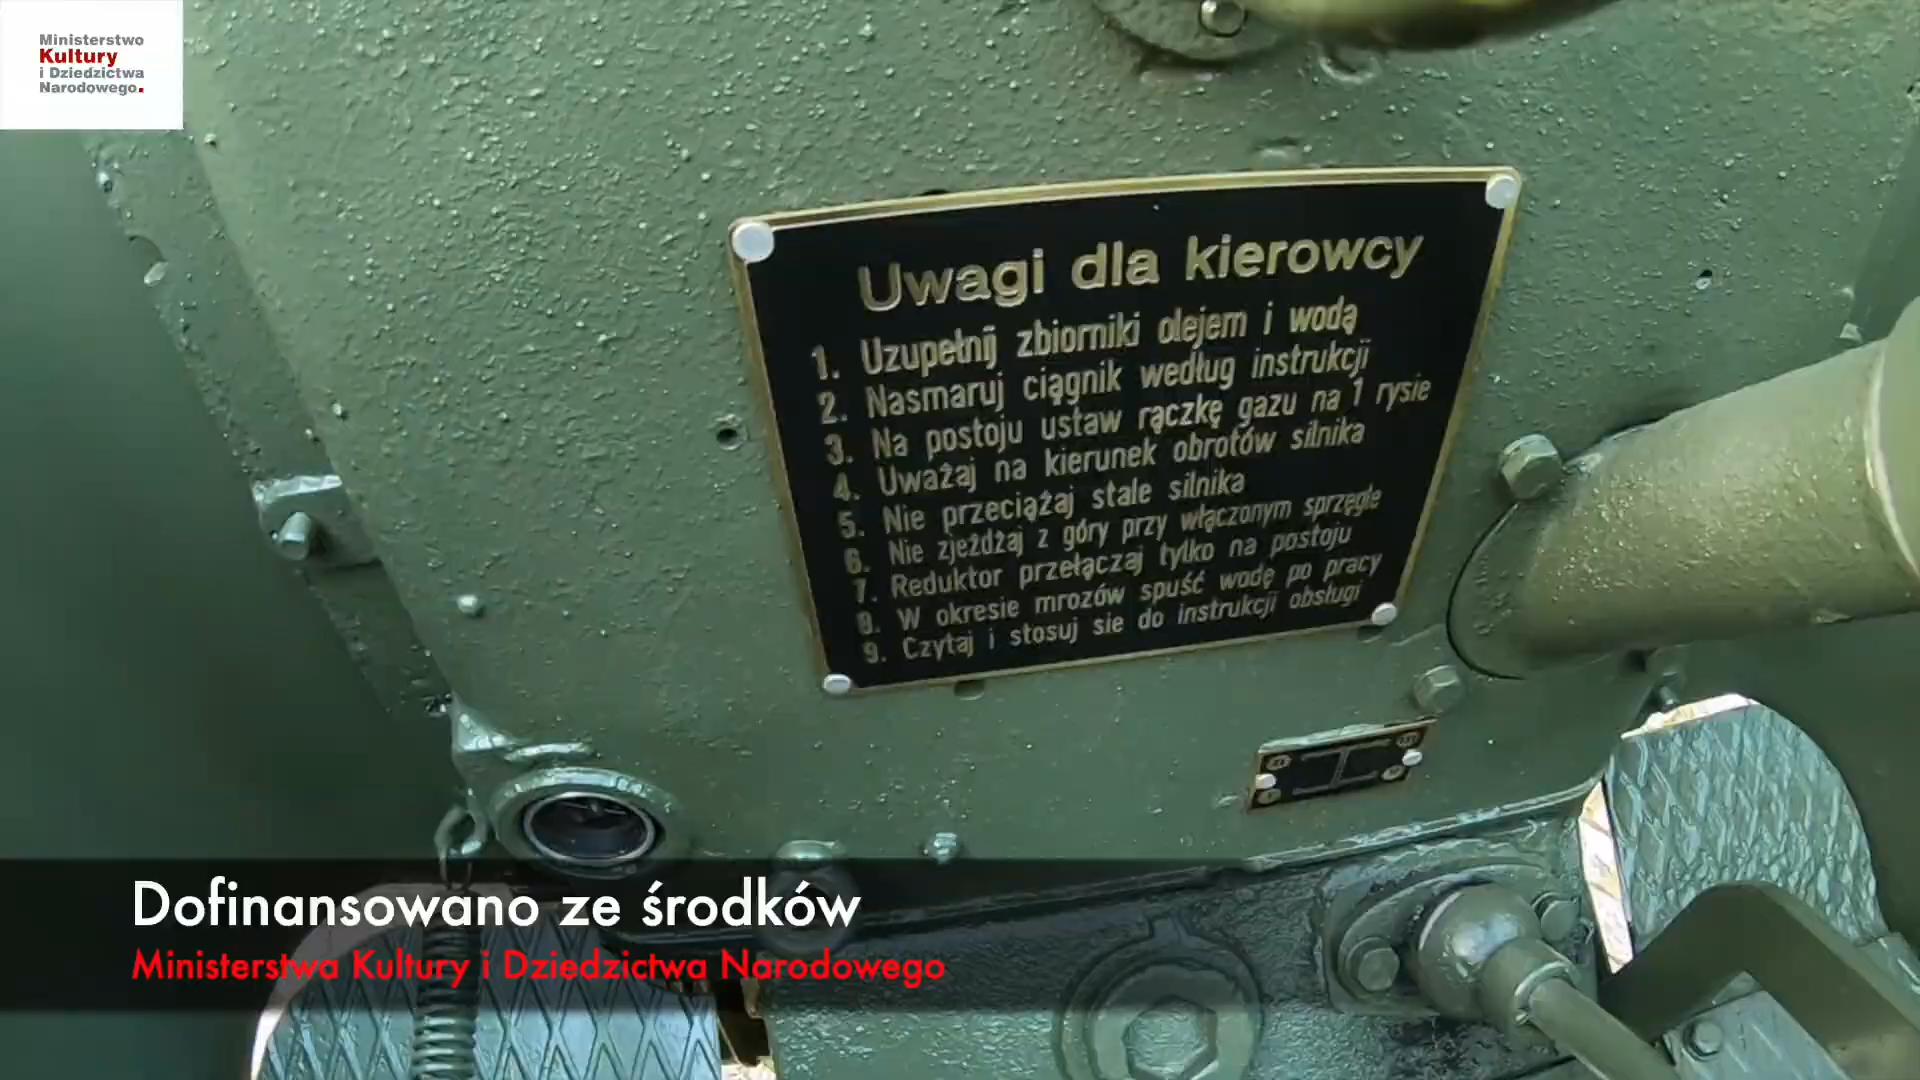 Ministerstwo
Kultury
i Dziedzictwa
Narodowego.
Uwagi dla kierowcy
1. Uzupełnij zbiorniki olejem i wodą
2. Nasmaruj ciągnik według instrukcji
3. Na postoju ustaw rączkę gazu na 1 rysie
4. Uważaj na kierunek obrotów silnika
5. Nie przeciążaj stale silnika
6. Nie zjeżdżaj z góry przy włączonym sprzęgle
7. Reduktor przełączaj tylko na postoju
8. W okresie mrozów spuść wodę po pracy
9. Czytaj i stosuj sie do instrukcji obsługi
Dofinansowano ze środków
Ministerstwa Kultury i Dziedzictwa Narodowego